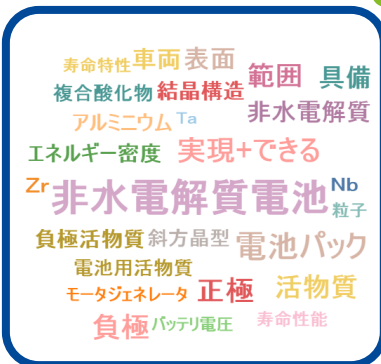 寿命特性 車両 表面
複合酸化物 結晶構造 範囲 具備
アルミニウム Ta 非水電解質
エネルギー密度 実現+できる
Zr 非水電解質電池 Nb
粒子
負極活物質 斜方晶型 電池パック
電池用活物質
モータジェネレータ 正極 活物質
負極 バッテリ電圧 寿命性能